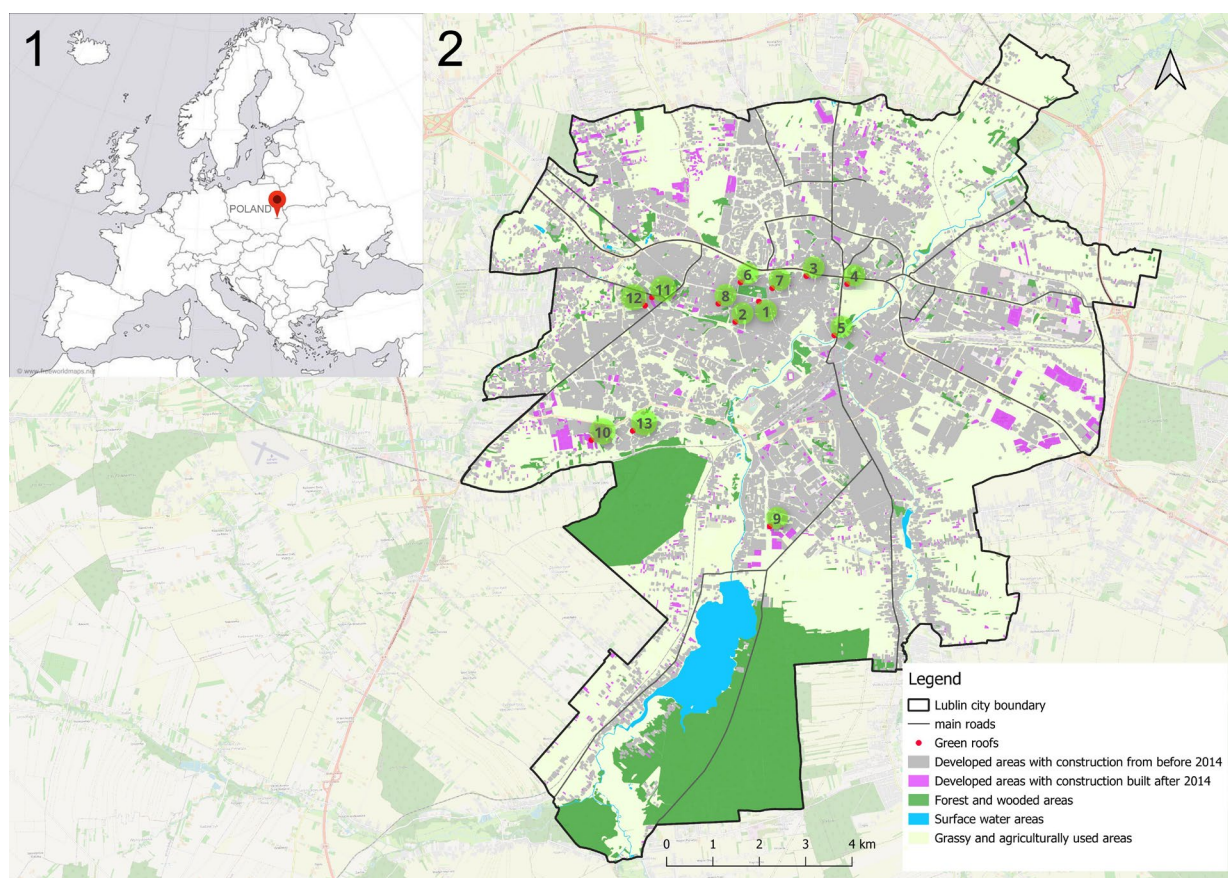 1
2
POLAND
© www.freeworldmaps.net
6
7
3
4
12
11
8
2
1
5
10
13
9
Legend
Lublin city boundary
main roads
Green roofs
Developed areas with construction from before 2014
Developed areas with construction built after 2014
Forest and wooded areas
Surface water areas
Grassy and agriculturally used areas
0 1 2 3 4 km